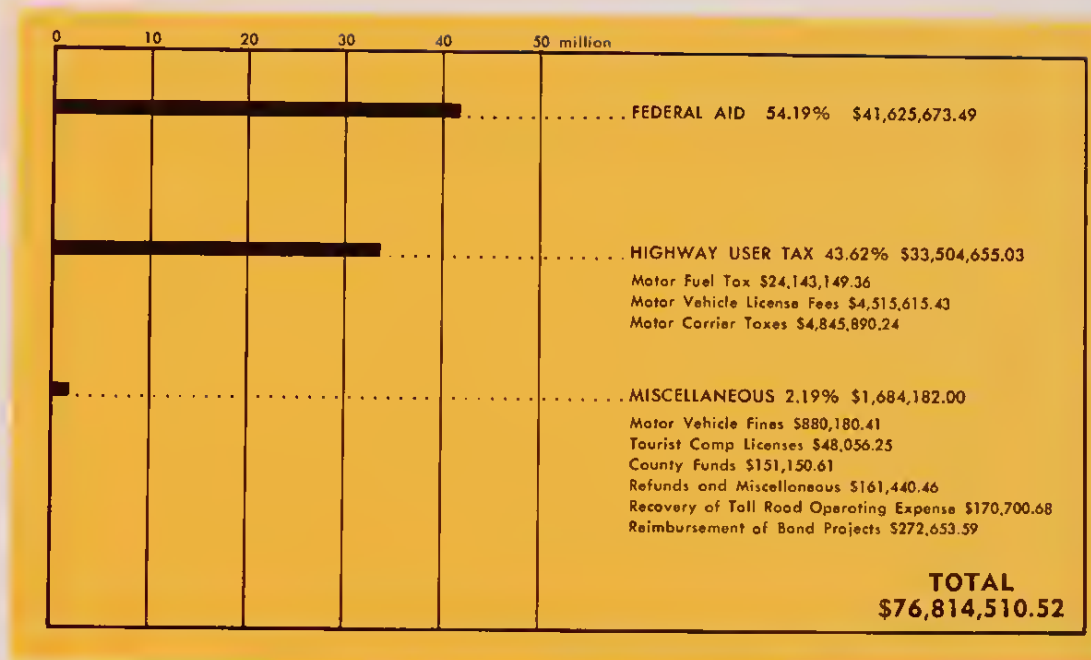 0 10 20 30 40 50 million
FEDERAL AID 54.19% $41,625,673.49
HIGHWAY USER TAX 43.62% $33,504,655.03
Motor Fuel Tax $24,143,149.36
Motor Vehicle License Fees $4,515,615.43
Motor Carrier Taxes $4,845,890.24
MISCELLANEOUS 2.19% $1,684,182.00
Motor Vehicle Fines $880,180.41
Tourist Comp Licenses $48,056.25
County Funds $151,150.61
Refunds and Miscellaneous $161,440.46
Recovery of Toll Road Operating Expense $170,700.68
Reimbursement of Bond Projects $272,653.59
TOTAL
$76,814,510.52